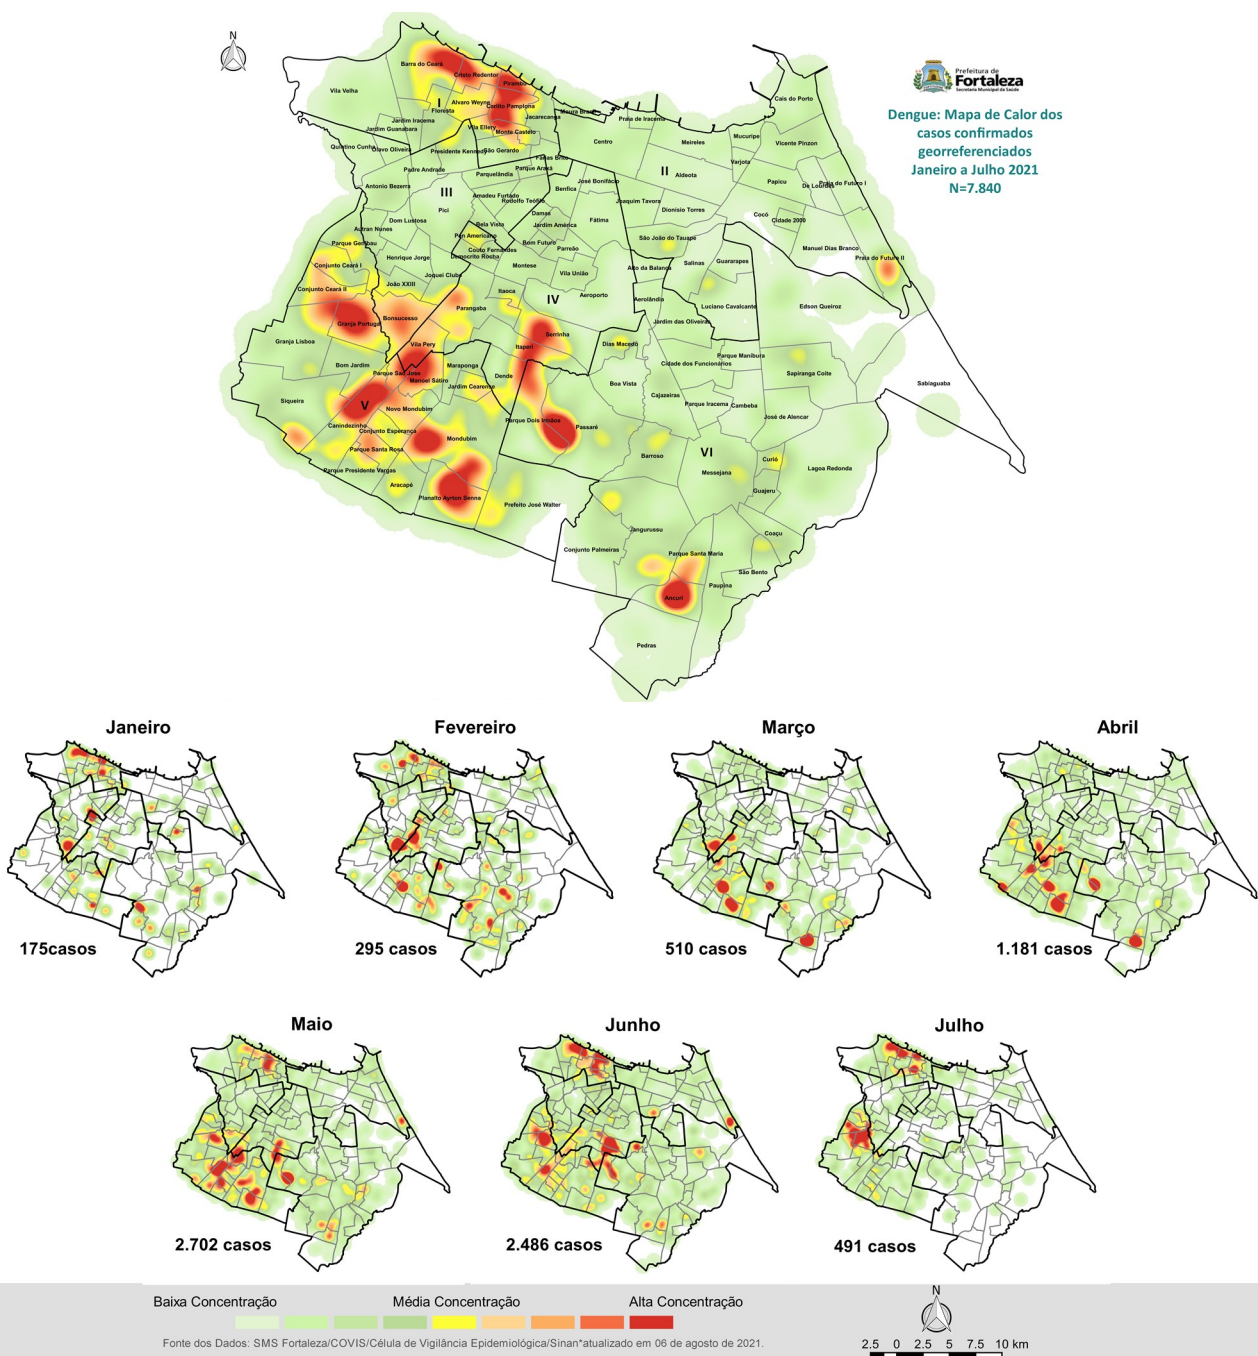 N
Prefeitura de
Fortaleza
Secretaria Municipal da Saúde
Dengue: Mapa de Calor dos
casos confirmados
georreferenciados
Janeiro a Julho 2021
N=7.840
Barra do Ceará
Cristo Redentor
Pirambu
Vila Velha
I
Alvaro Weyne
Carlito Pamplona
Floresta
Jardim Iracema
Jacarecanga
Moura Brasil
Praia de Iracema
Cais do Porto
Jardim Guanabara
Vila Ellery
Monte Castelo
Quintino Cunha
Olavo Oliveira
Presidente Kennedy
São Gerardo
Farias Brito
Centro
Meireles
Mucuripe
Vicente Pinzon
Varjota
Padre Andrade
Parquelândia
Parque Araxá
II
Aldeota
Antonio Bezerra
III
Amadeu Furtado
Rodolfo Teófilo
Benfica
José Bonifácio
Joaquim Tavora
Dionisio Torres
Papicu
De Lourdes
Praia do Futuro I
Pici
Damas
Cocó
Cidade 2000
Dom Lustosa
Bela Vista
Jardim América
Fátima
Autran Nunes
Pan Americano
Bom Futuro
São João do Tauape
Parque Genibau
Couto Fernandes
Parreão
Manuel Dias Branco
Henrique Jorge
Democrito Rocha
Praia do Futuro II
Conjunto Ceará I
Montese
Vila União
Alto da Balança
Salinas
Guararapes
João XXIII
Joquei Clube
Conjunto Ceará II
Itaoca
IV
Aeroporto
Aerolândia
Luciano Cavalcante
Edson Queiroz
Parangaba
Granja Portugal
Bonsucesso
Jardim das Oliveiras
Serrinha
Granja Lisboa
Vila Pery
Itaperi
Dias Macedo
Parque Manibura
Bom Jardim
Maraponga
Cidade dos Funcionários
Parque São José
Manoel Sátiro
Dende
Sapiranga Coite
Jardim Cearense
Boa Vista
Sabiaguaba
Siqueira
V
Novo Mondubim
Cajazeiras
Parque Iracema
Cambeba
Canindezinho
Conjunto Esperança
Parque Dois Irmãos
Passaré
José de Alencar
Mondubim
Parque Santa Rosa
Barroso
VI
Curió
Parque Presidente Vargas
Messejana
Lagoa Redonda
Aracapé
Planalto Ayrton Senna
Prefeito José Walter
Guajeru
Jangurussu
Coaçu
Conjunto Palmeiras
Parque Santa Maria
São Bento
Paupina
Ancuri
Pedras
Janeiro
Fevereiro
Março
Abril
175casos
295 casos
510 casos
1.181 casos
Maio
Junho
Julho
2.702 casos
2.486 casos
491 casos
Baixa Concentração
Média Concentração
Alta Concentração
N
Fonte dos Dados: SMS Fortaleza/COVIS/Célula de Vigilância Epidemiológica/Sinan*atualizado em 06 de agosto de 2021.
2.5 0 2.5 5 7.5 10 km